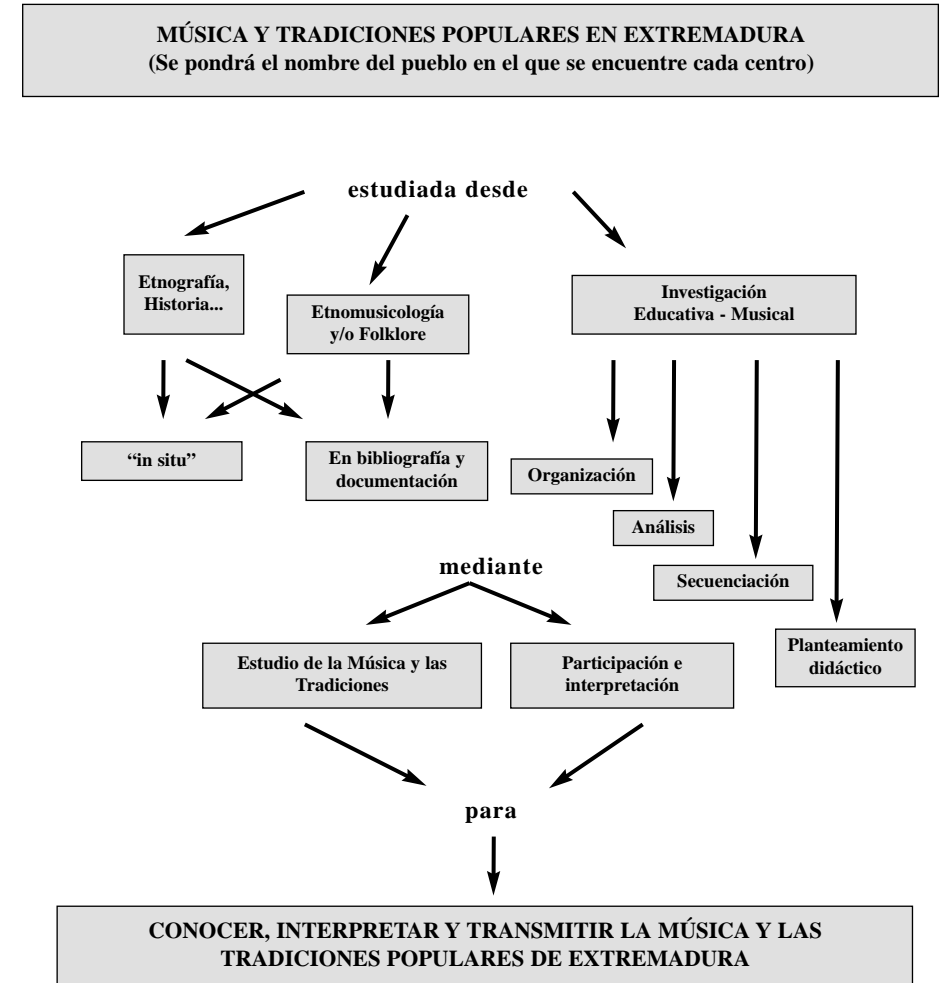 MÚSICA Y TRADICIONES POPULARES EN EXTREMADURA
(Se pondrá el nombre del pueblo en el que se encuentre cada centro)
estudiada desde
Etnografía,
Historia...
Etnomusicología
y/o Folklore
Investigación
Educativa - Musical
“in situ”
En bibliografía y
documentación
Organización
Análisis
Secuenciación
Planteamiento
didáctico
mediante
Estudio de la Música y las
Tradiciones
Participación e
interpretación
para
CONOCER, INTERPRETAR Y TRANSMITIR LA MÚSICA Y LAS
TRADICIONES POPULARES DE EXTREMADURA